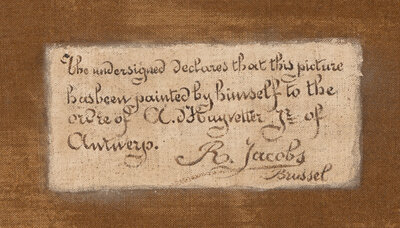 The undersigned declares that this picture
has been painted by himself to the
ordre of A. d'Huyvetter Jr. of
Antwerp.
R. Jacobs
Brussel